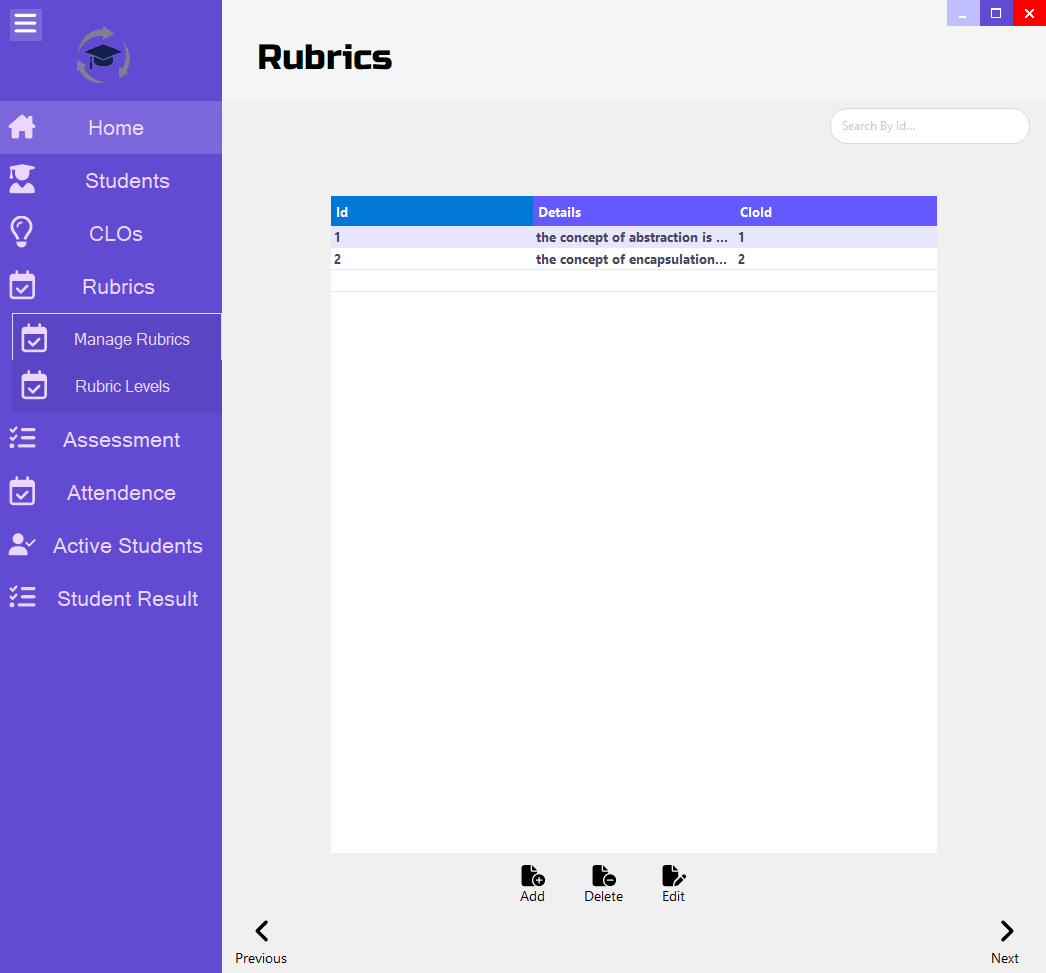 Rubrics
Home
Students
CLOs
Rubrics
Manage Rubrics
Rubric Levels
Assessment
Attendence
Active Students
Student Result
Search By Id...
Id Details CloId
1 the concept of abstraction is ... 1
2 the concept of encapsulation... 2
Add Delete Edit
Previous Next